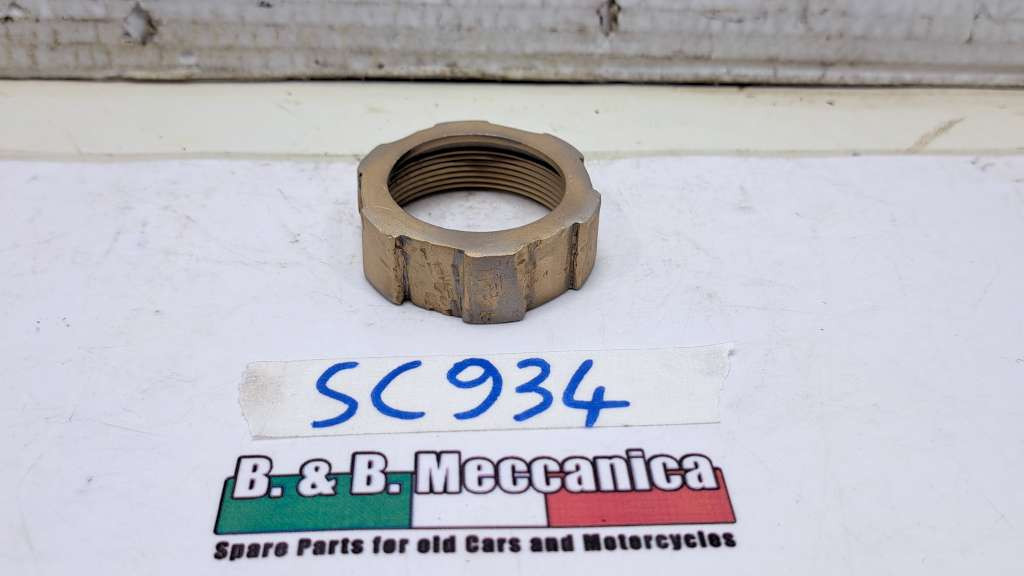 SC934
B. & B. Meccanica
Spare Parts for old Cars and Motorcycles